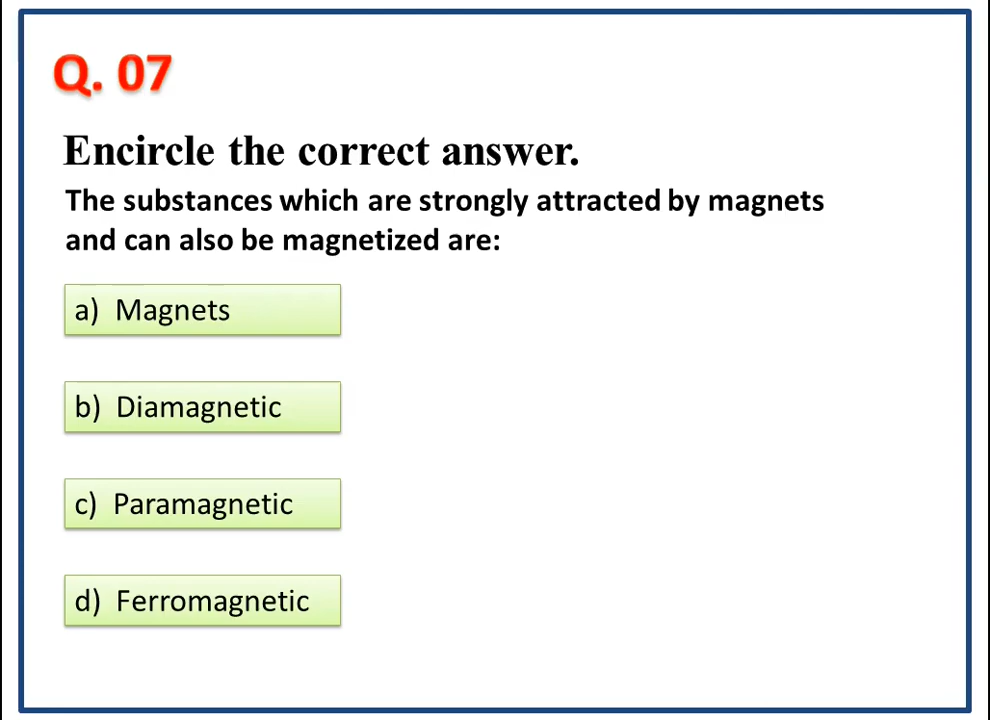 Q. 07
Encircle the correct answer.
The substances which are strongly attracted by magnets
and can also be magnetized are:
a) Magnets
b) Diamagnetic
c) Paramagnetic
d) Ferromagnetic